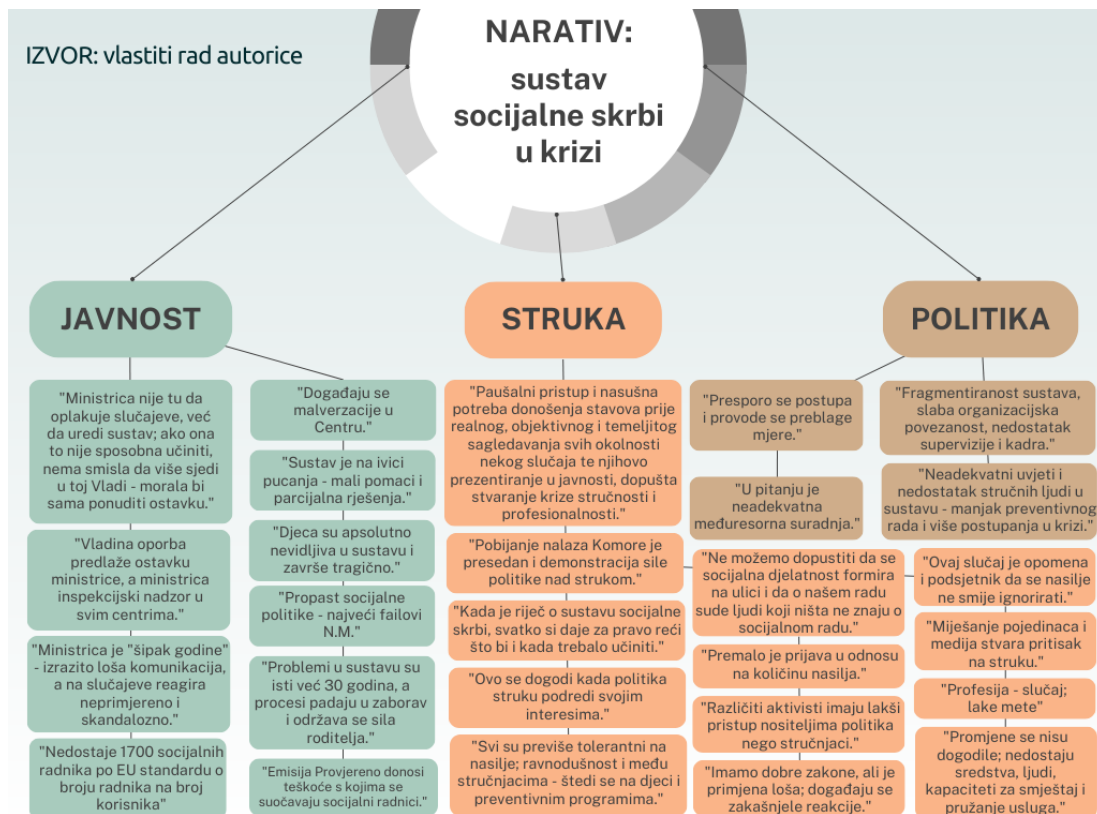 IZVOR: vlastiti rad autorice
NARATIV:
sustav
socijalne skrbi
u krizi
JAVNOST
"Ministrica nije tu da
oplakuje slučajeve, već
da uredi sustav; ako ona
to nije sposobna učiniti,
nema smisla da više sjedi
u toj Vladi - morala bi
sama ponuditi ostavku."
"Vladina oporba
predlaže ostavku
ministrice, a ministrica
inspekcijski nadzor u
svim centrima."
"Ministrica je "šipak godine"
- izrazito loša komunikacija,
a na slučajeve reagira
neprimjereno i
skandalozno."
"Nedostaje 1700 socijalnih
radnika po EU standardu o
broju radnika na broj
korisnika"
"Događaju se
malverzacije u
Centru."
"Sustav je na ivici
pucanja - mali pomaci i
parcijalna rješenja."
"Djeca su apsolutno
nevidljiva u sustavu i
završe tragično."
"Propast socijalne
politike - najveći failovi
N.M."
"Problemi u sustavu su
isti već 30 godina, a
procesi padaju u zaborav
i održava se sila
roditelja."
"Emisija Provjereno donosi
teškoće s kojima se
suočavaju socijalni radnici."
STRUKA
"Paušalni pristup i nasušna
potreba donošenja stavova prije
realnog, objektivnog i temeljitog
sagledavanja svih okolnosti
nekog slučaja te njihovo
prezentiranje u javnosti, dopušta
stvaranje krize stručnosti i
profesionalnosti."
"Pobijanje nalaza Komore je
presedan i demonstracija sile
politike nad strukom."
"Kada je riječ o sustavu socijalne
skrbi, svatko si daje za pravo reći
što bi i kada trebalo učiniti."
"Ovo se dogodi kada politika
struku podredi svojim
interesima."
"Svi su previše tolerantni na
nasilje; ravnodušnost i među
stručnjacima - štedi se na djeci i
preventivnim programima."
"Ne možemo dopustiti da se
socijalna djelatnost formira
na ulici i da o našem radu
sude ljudi koji ništa ne znaju o
socijalnom radu."
"Premalo je prijava u odnosu
na količinu nasilja."
"Različiti aktivisti imaju lakši
pristup nositeljima politika
nego stručnjaci."
"Imamo dobre zakone, ali je
primjena loša; događaju se
zakašnjele reakcije."
"Ovaj slučaj je opomena
i podsjetnik da se nasilje
ne smije ignorirati."
"Miješanje pojedinaca i
medija stvara pritisak
na struku."
"Profesija - slučaj;
lake mete"
"Promjene se nisu
dogodile; nedostaju
sredstva, ljudi,
kapaciteti za smještaj i
pružanje usluga."
POLITIKA
"Presporo se postupa
i provode se preblage
mjere."
"U pitanju je
neadekvatna
međuresorna suradnja."
"Fragmentiranost sustava,
slaba organizacijska
povezanost, nedostatak
supervizije i kadra."
"Neadekvatni uvjeti i
nedostatak stručnih ljudi u
sustavu - manjak preventivnog
rada i više postupanja u krizi."